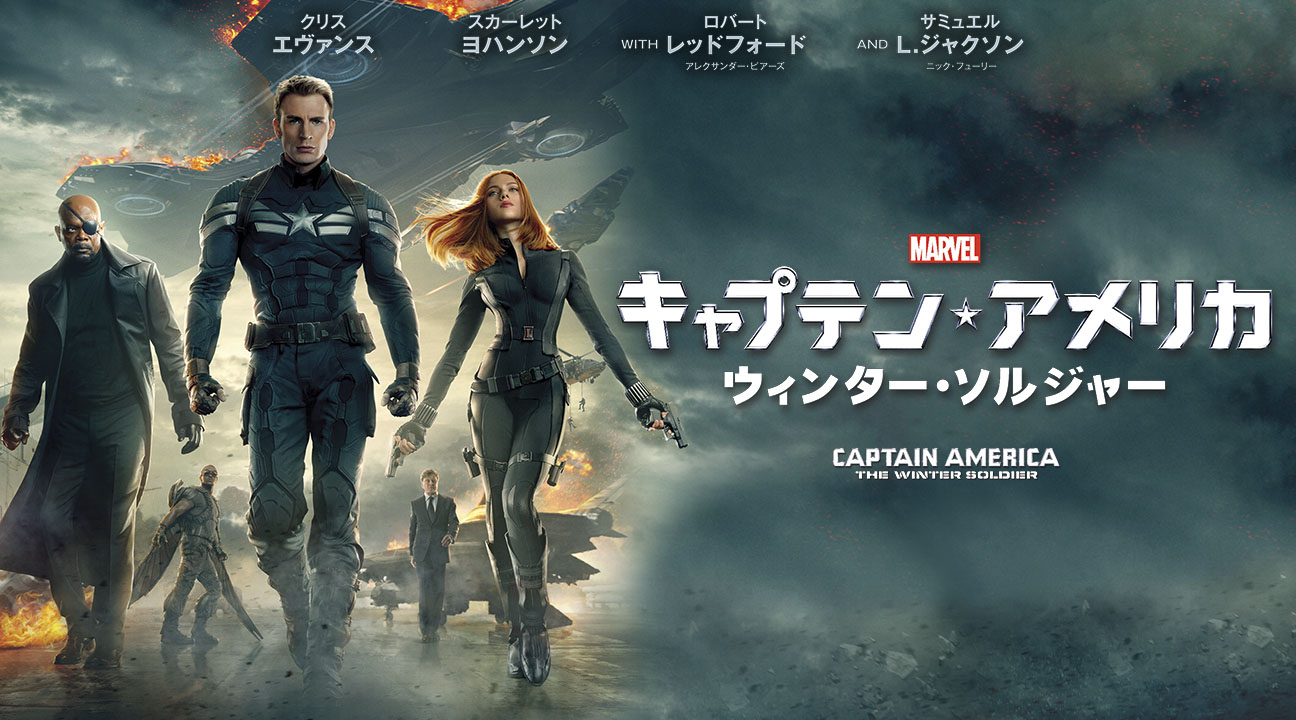 クリス
エヴァンス
スカーレット
ヨハンソン
ロバート
WITH レッドフォード
アレクサンダー・ピアーズ
サミュエル
AND L.ジャクソン
ニック・フューリー
MARVEL
キャプテン★アメリカ
ウィンター・ソルジャー
CAPTAIN AMERICA
THE WINTER SOLDIER